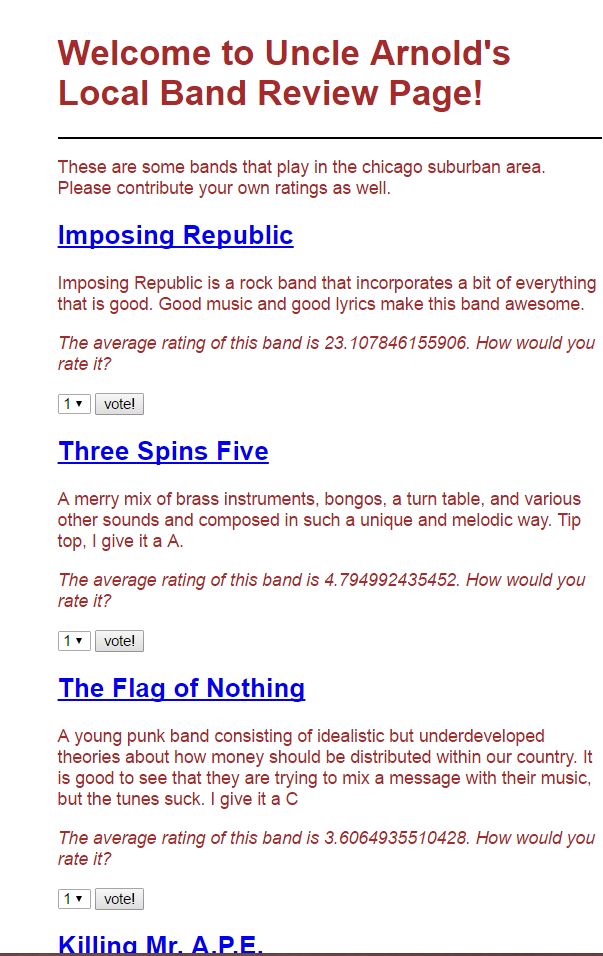 Welcome to Uncle Arnold's
Local Band Review Page!
These are some bands that play in the chicago suburban area.
Please contribute your own ratings as well.
Imposing Republic
Imposing Republic is a rock band that incorporates a bit of everything
that is good. Good music and good lyrics make this band awesome.
The average rating of this band is 23.107846155906. How would you
rate it?
1 vote!
Three Spins Five
A merry mix of brass instruments, bongos, a turn table, and various
other sounds and composed in such a unique and melodic way. Tip
top, I give it a A.
The average rating of this band is 4.794992435452. How would you
rate it?
1 vote!
The Flag of Nothing
A young punk band consisting of idealistic but underdeveloped
theories about how money should be distributed within our country. It
is good to see that they are trying to mix a message with their music,
but the tunes suck. I give it a C
The average rating of this band is 3.6064935510428. How would you
rate it?
1 vote!
Killing Mr. A.P.E.